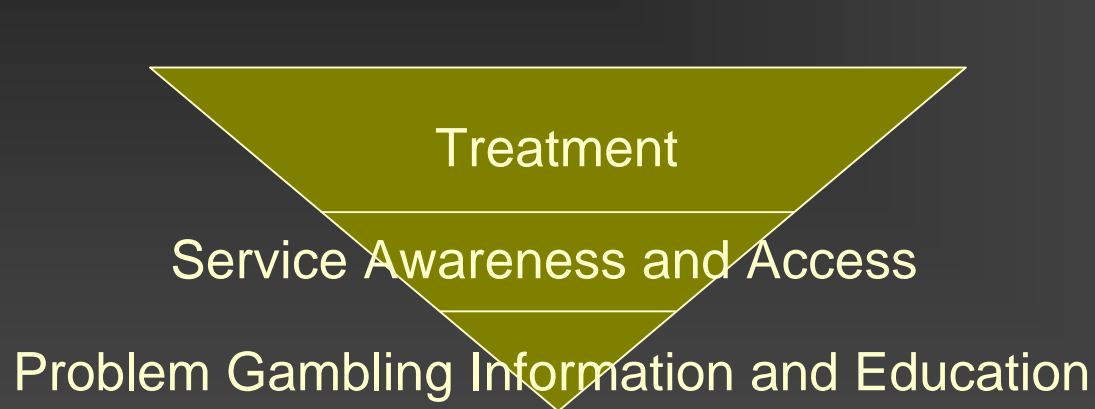 Treatment
Service Awareness and Access
Problem Gambling Information and Education